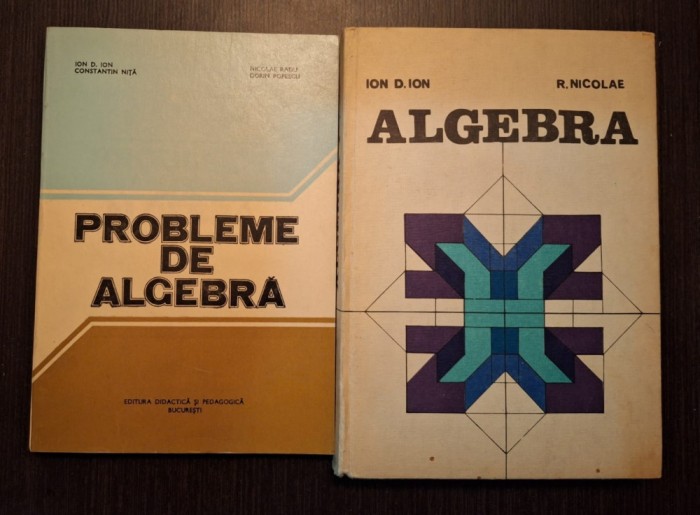 ION D. ION
CONSTANTIN NIȚĂ
NICOLAE RADU
DORIN POPESCU
PROBLEME
DE
ALGEBRĂ
EDITURA DIDACTICĂ ȘI PEDAGOGICĂ
BUCUREȘTI
ION D. ION
R. NICOLAE
ALGEBRA